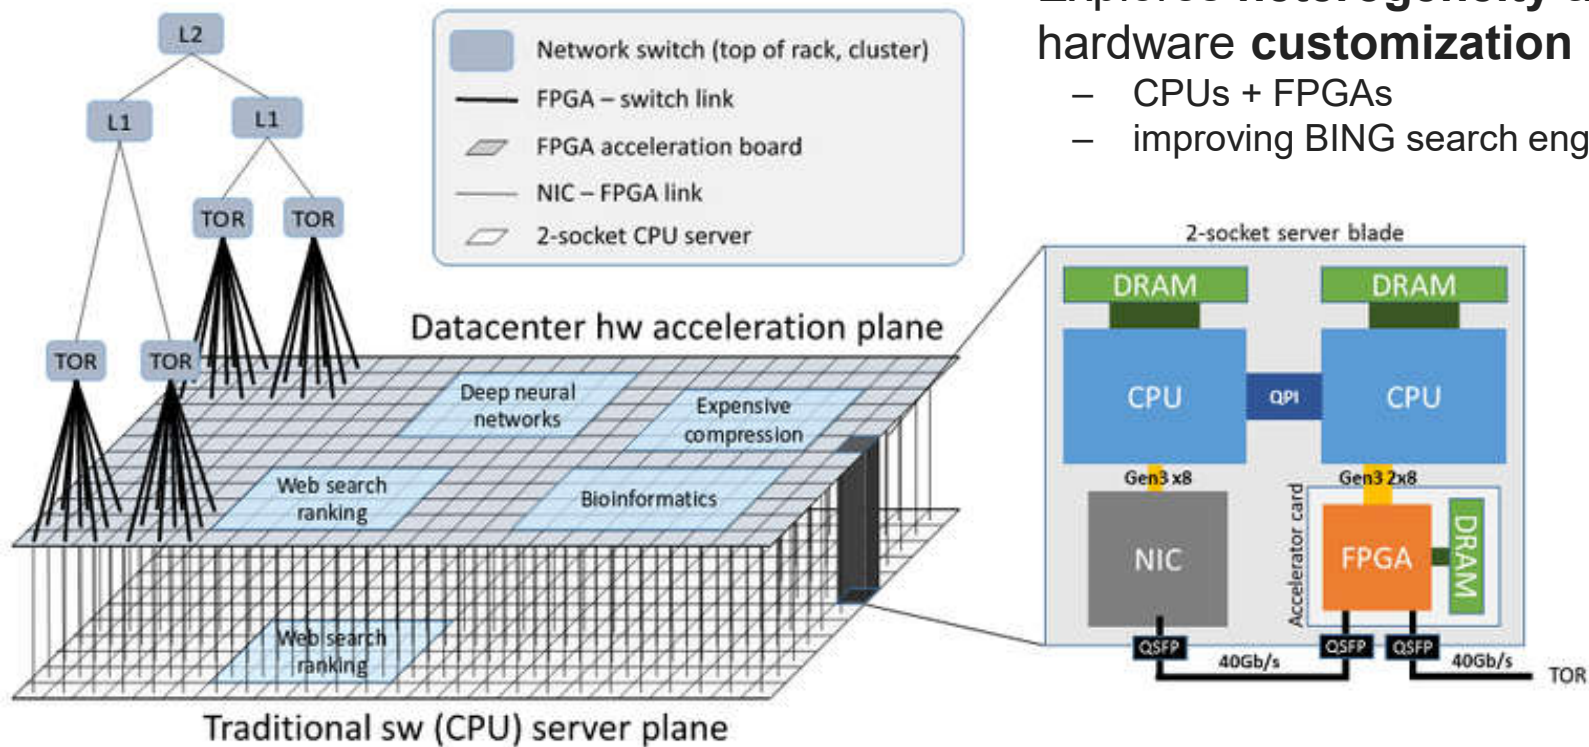 hardware customization
– CPUs + FPGAs
– improving BING search
L2
L1
L1
TOR
TOR
TOR
TOR
Network switch (top of rack, cluster)
FPGA – switch link
FPGA acceleration board
NIC – FPGA link
2-socket CPU server
Datacenter hw acceleration plane
Deep neural
networks
Expensive
compression
Web search
ranking
Bioinformatics
Web search
ranking
Traditional sw (CPU) server plane
2-socket server blade
DRAM
DRAM
CPU
QPI
CPU
Gen3 x8
Gen3 2x8
NIC
Accelerator card
FPGA
DRAM
QSFP
QSFP
QSFP
40Gb/s
40Gb/s
TOR